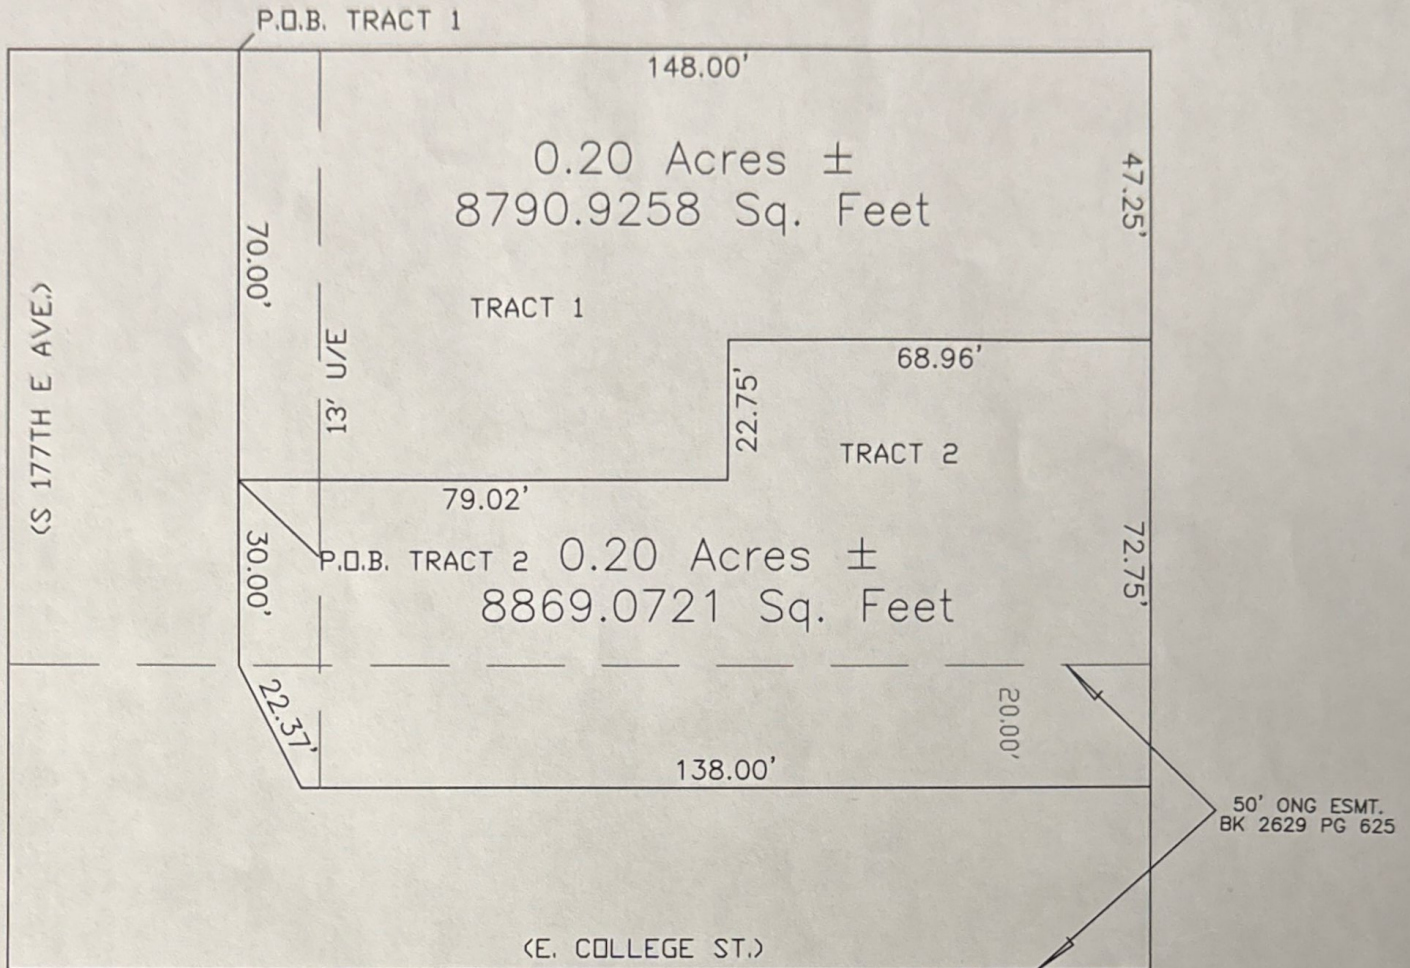 P.O.B. TRACT 1
148.00'
0.20 Acres ±
8790.9258 Sq. Feet
47.25'
70.00'
TRACT 1
(S 177TH E AVE.)
13' U/E
68.96'
22.75'
TRACT 2
79.02'
30.00'
P.O.B. TRACT 2
0.20 Acres ±
8869.0721 Sq. Feet
72.75'
22.37'
20.00'
138.00'
50' ONG ESMT.
BK 2629 PG 625
(E. COLLEGE ST.)